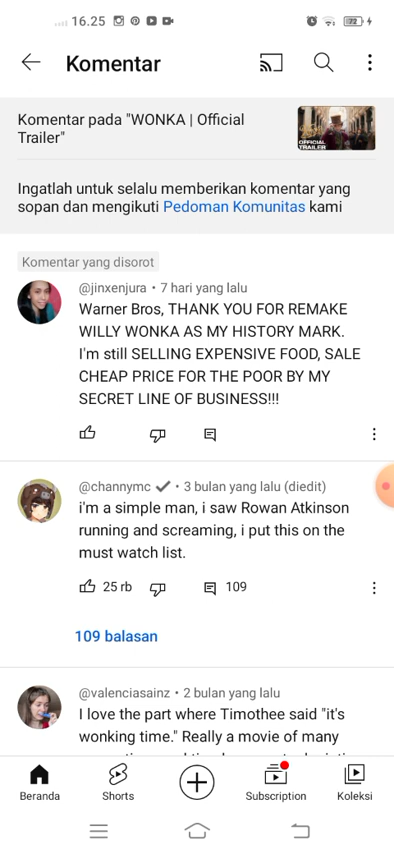 16.25
72
Komentar
Komentar pada "WONKA | Official
Trailer"
OFFICIAL
TRAILER
Ingatlah untuk selalu memberikan komentar yang
sopan dan mengikuti Pedoman Komunitas kami
Komentar yang disorot
@jinxenjura • 7 hari yang lalu
Warner Bros, THANK YOU FOR REMAKE
WILLY WONKA AS MY HISTORY MARK.
I'm still SELLING EXPENSIVE FOOD, SALE
CHEAP PRICE FOR THE POOR BY MY
SECRET LINE OF BUSINESS!!!
@channymc • 3 bulan yang lalu (diedit)
i'm a simple man, i saw Rowan Atkinson
running and screaming, i put this on the
must watch list.
25 rb 109
109 balasan
@valenciasainz • 2 bulan yang lalu
I love the part where Timothee said "it's
wonking time." Really a movie of many
Beranda Shorts Subscription Koleksi